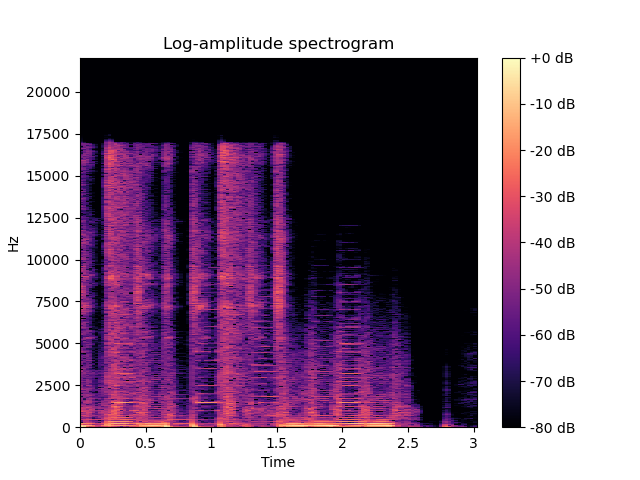 Log-amplitude spectrogram
Hz
20000
17500
15000
12500
10000
7500
5000
2500
0
0 0.5 1 1.5 2 2.5 3
Time
+0 dB
-10 dB
-20 dB
-30 dB
-40 dB
-50 dB
-60 dB
-70 dB
-80 dB